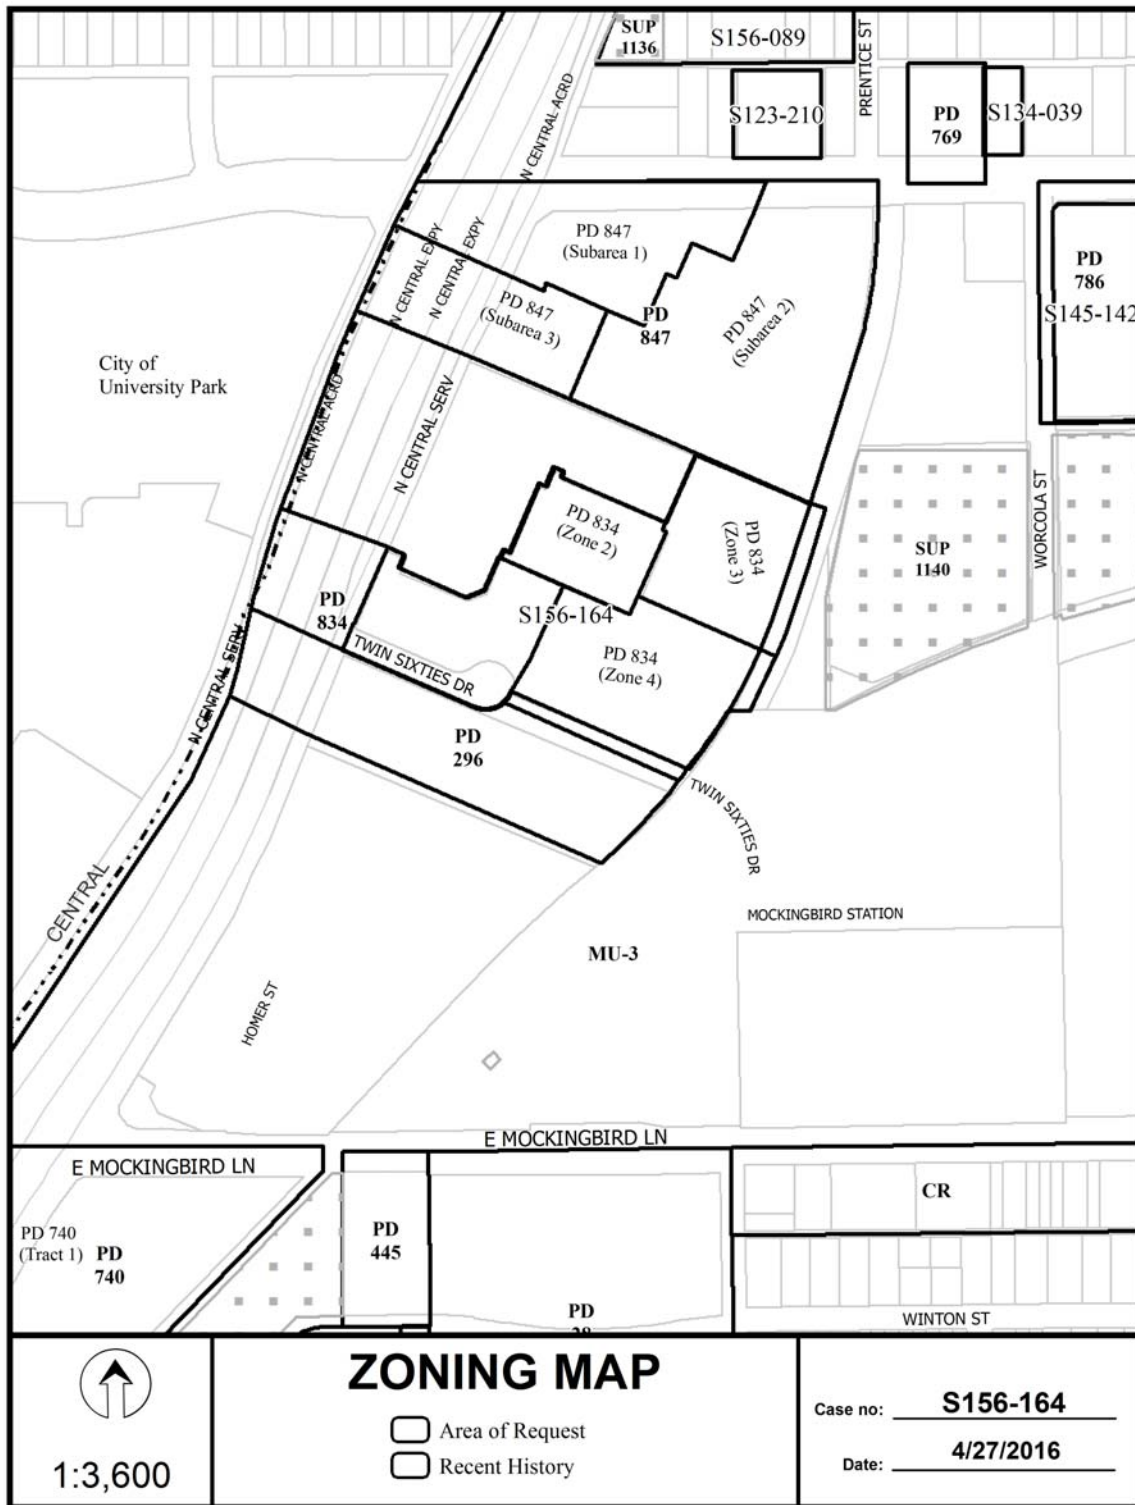 SUP
1136
S156-089
PRENTICE ST
N CENTRAL ACRD
S123-210
PD
769
S134-039
PD 847
(Subarea 1)
N CENTRAL EXPY
N CENTRAL EXPY
PD 847
(Subarea 3)
PD
847
PD 847
(Subarea 2)
PD
786
S145-142
City of
University Park
N CENTRAL ACRD
N CENTRAL SERV
PD 834
(Zone 2)
PD 834
(Zone 3)
SUP
1140
WORCOLA ST
PD
834
S156-164
TWIN SIXTIES DR
PD 834
(Zone 4)
N CENTRAL SERV
PD
296
TWIN SIXTIES DR
CENTRAL
MOCKINGBIRD STATION
MU-3
HOMER ST
E MOCKINGBIRD LN
E MOCKINGBIRD LN
CR
PD 740
(Tract 1)
PD
740
PD
445
PD
WINTON ST
1:3,600
ZONING MAP
Area of Request
Recent History
Case no: S156-164
Date: 4/27/2016